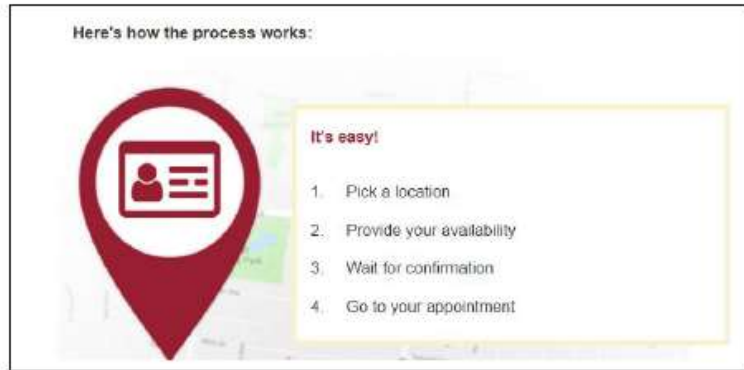 Here's how the process works:
It's easy!
1. Pick a location
2. Provide your availability
3. Wait for confirmation
4. Go to your appointment